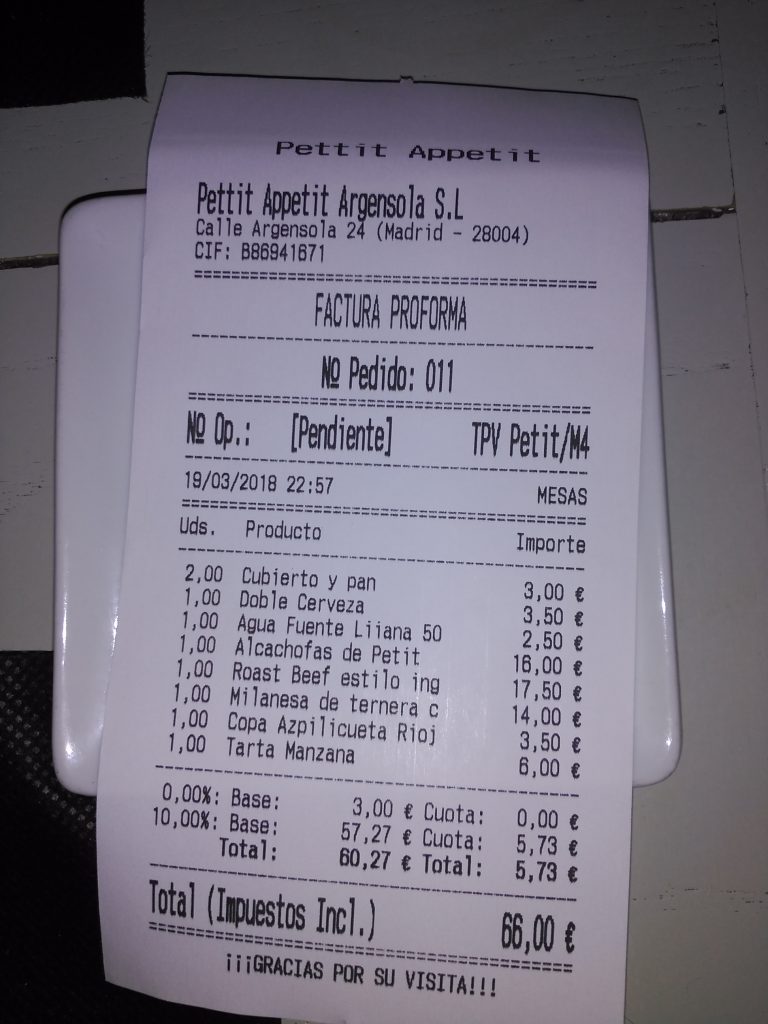 Pettit Appetit
Pettit Appetit Argensola S.L
Calle Argensola 24 (Madrid - 28004)
CIF: B86941671
FACTURA PROFORMA
Nº Pedido: 011
Nº Op.: [Pendiente] TPV Petit/M4
19/03/2018 22:57 MESAS
Uds. Producto Importe
2,00 Cubierto y pan 3,00 €
1,00 Doble Cerveza 3,50 €
1,00 Agua Fuente Liiana 50 2,50 €
1,00 Alcachofas de Petit 16,00 €
1,00 Roast Beef estilo ing 17,50 €
1,00 Milanesa de ternera c 14,00 €
1,00 Copa Azpilicueta Rioj 3,50 €
1,00 Tarta Manzana 6,00 €
0,00%: Base: 3,00 € Cuota: 0,00 €
10,00%: Base: 57,27 € Cuota: 5,73 €
Total: 60,27 € Total: 5,73 €
Total (Impuestos Incl.) 66,00 €
¡¡¡GRACIAS POR SU VISITA!!!